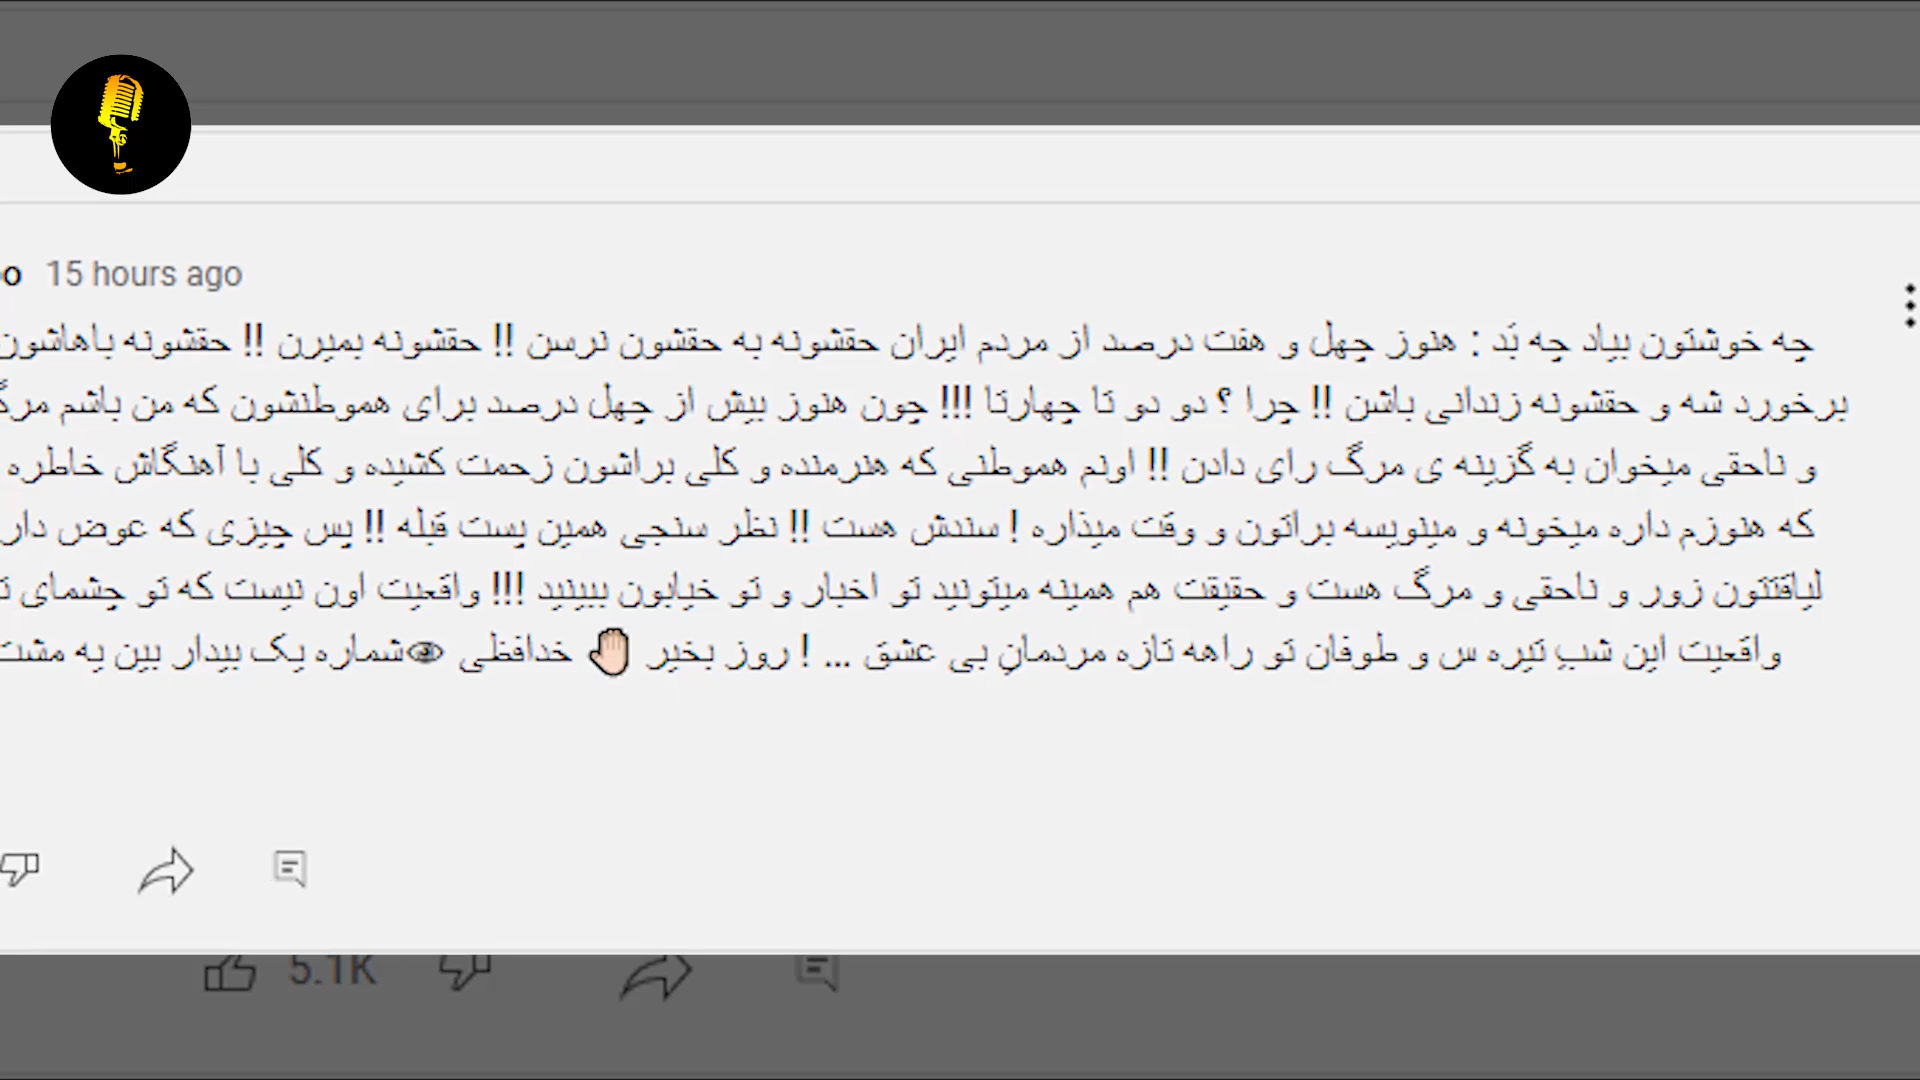 15 hours ago
چه خوشتون بیاد چه بَد : هنوز چهل و هفت درصد از مردم ایران حقشونه به حقشون نرسن !! حقشونه بمیرن !! حقشونه باهاشون
برخورد شه و حقشونه زندانی باشن !! چرا ؟ دو دو تا چهارتا !!! چون هنوز بیش از چهل درصد برای هموطنشون که من باشم
و ناحقی میخوان به گزینه ی مرگ رای دادن !! اونم هموطنی که هنرمنده و کلی براشون زحمت کشیده و کلی با آهنگاش خاطره
که هنوزم داره میخونه و مینویسه براتون و وقت میذاره ! سندش هست !! نظر سنجی همین پست قبله !! پس چیزی که عوض
لیاقتتون زور و ناحقی و مرگ هست و حقیقت هم همینه میتونید تو اخبار و تو خیابون ببینید !!! واقعیت اون نیست که تو چشمای
واقعیت این شبِ تیره س و طوفان تو راهه تازه مردمانِ بی عشق ... ! روز بخیر 🤚🏻 خدافظی 👁شماره یک بیدار بین یه مشت
5.1K